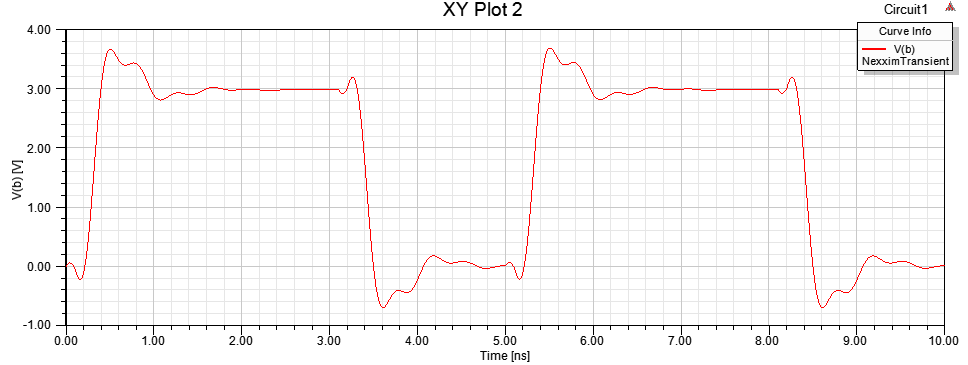 XY Plot 2
Circuit1
Curve Info
V(b)
NexximTransient
4.00
3.00
2.00
1.00
0.00
-1.00
V(b) [V]
0.00 1.00 2.00 3.00 4.00 5.00 6.00 7.00 8.00 9.00 10.00
Time [ns]